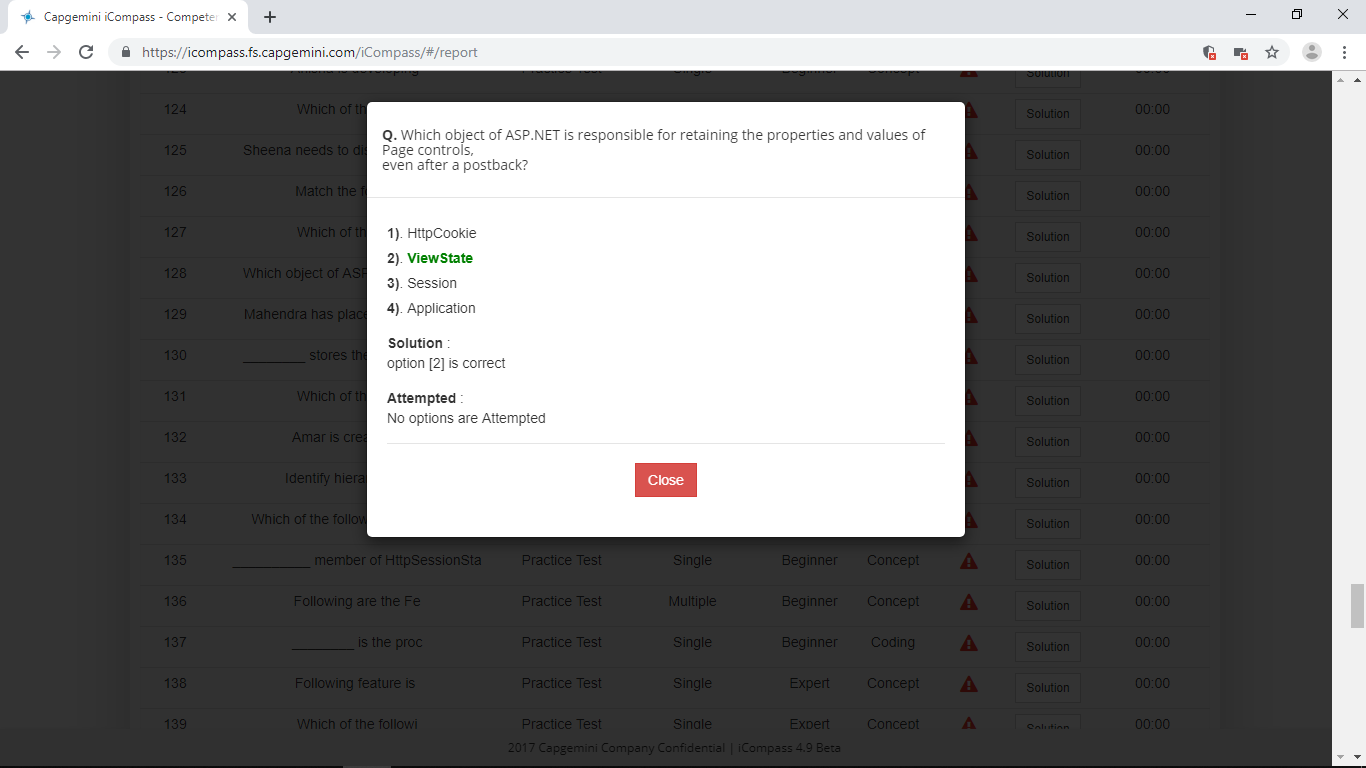 Capgemini iCompass - Competer
https://icompass.fs.capgemini.com/iCompass/#/report
124 Which of th Solution 00:00
125 Sheena needs to dis Solution 00:00
126 Match the f Solution 00:00
127 Which of th Solution 00:00
128 Which object of ASP Solution 00:00
129 Mahendra has place Solution 00:00
130 ________ stores the Solution 00:00
131 Which of th Solution 00:00
132 Amar is crea Solution 00:00
133 Identify hiera Solution 00:00
134 Which of the follow Solution 00:00
Q. Which object of ASP.NET is responsible for retaining the properties and values of
Page controls,
even after a postback?
1). HttpCookie
2). ViewState
3). Session
4). Application
Solution :
option [2] is correct
Attempted :
No options are Attempted
Close
135 __________ member of HttpSessionSta Practice Test Single Beginner Concept Solution 00:00
136 Following are the Fe Practice Test Multiple Beginner Concept Solution 00:00
137 ________ is the proc Practice Test Single Beginner Coding Solution 00:00
138 Following feature is Practice Test Single Expert Concept Solution 00:00
139 Which of the followi Practice Test Single Expert Concept Solution 00:00
2017 Capgemini Company Confidential | iCompass 4.9 Beta